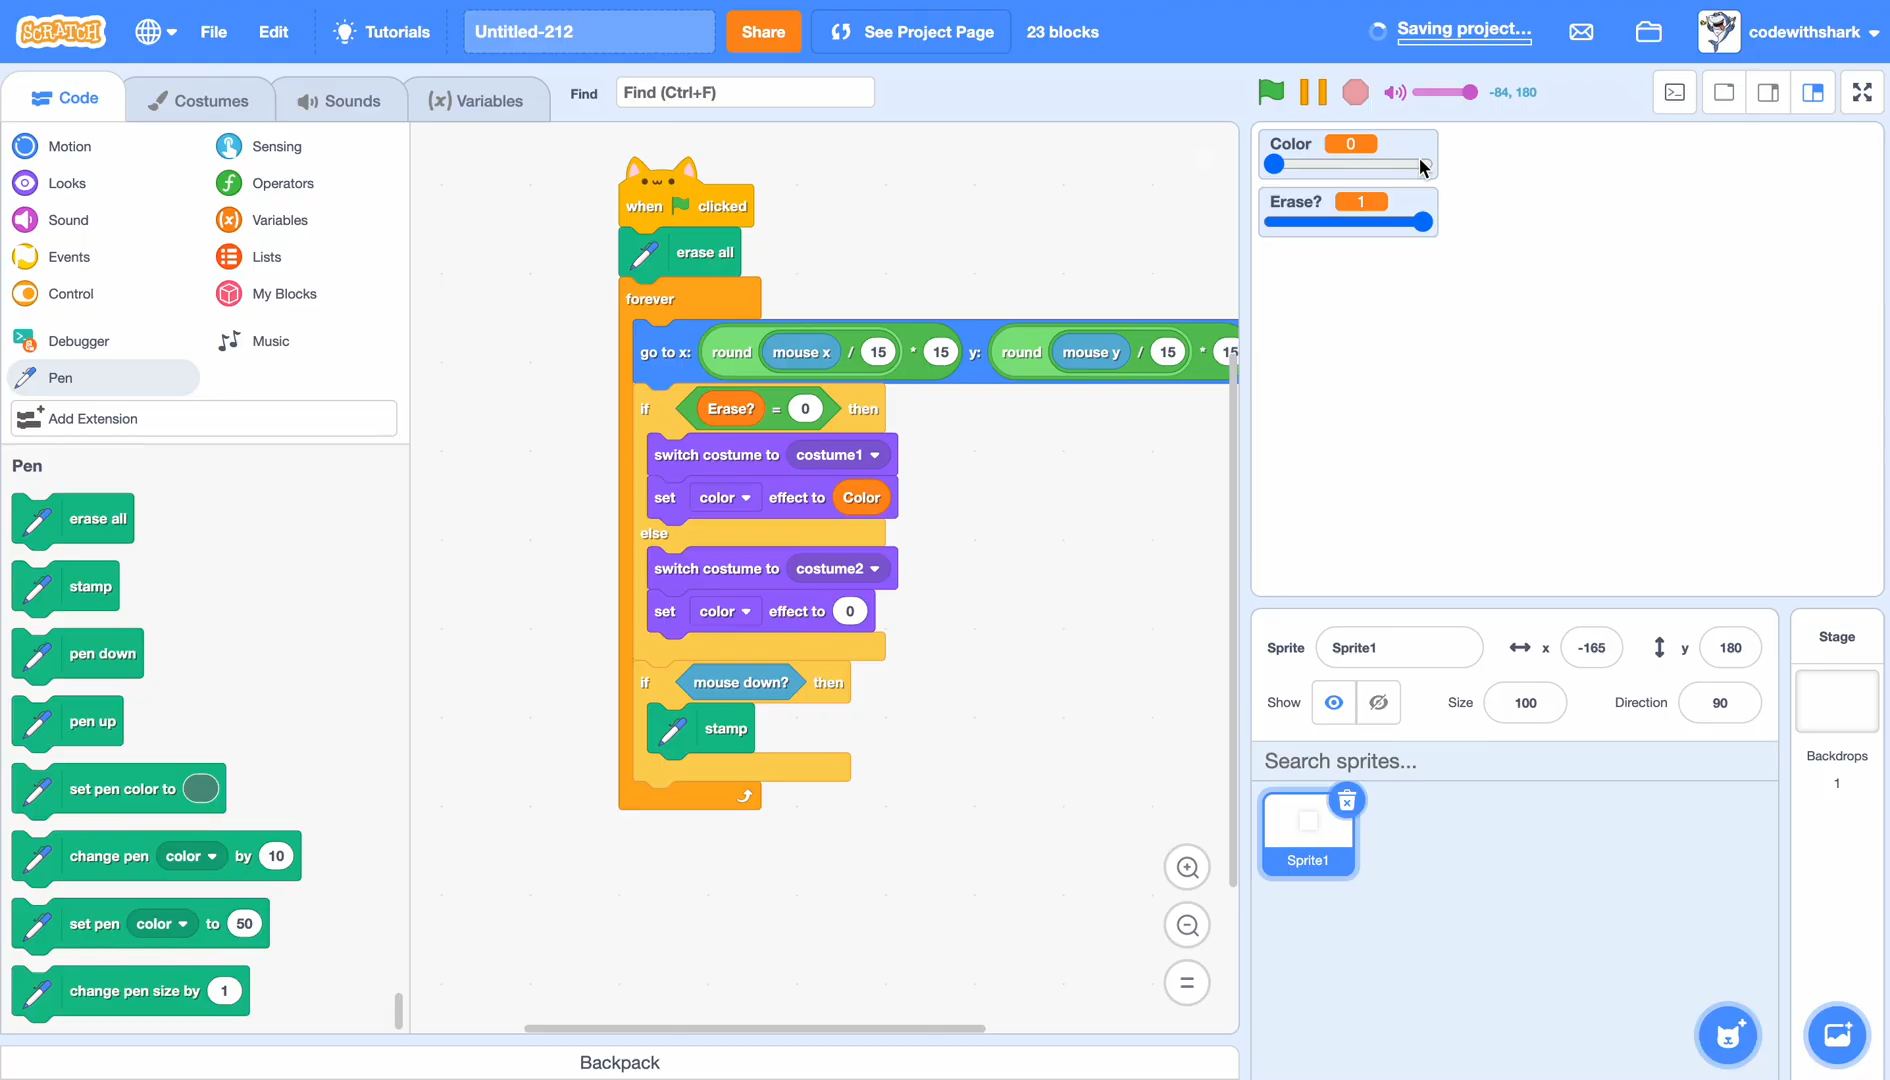 SCRATCH File Edit Tutorials Untitled-212 Share See Project Page 23 blocks Saving project... codewithshark
Code Costumes Sounds (x) Variables Find Find (Ctrl+F) -84, 180
Motion Sensing
Looks Operators
Sound Variables
Events Lists
Control My Blocks
Debugger Music
Pen
Add Extension
Pen
erase all
stamp
pen down
pen up
set pen color to
change pen color by 10
set pen color to 50
change pen size by 1
when clicked
erase all
forever
go to x: round mouse x / 15 * 15 y: round mouse y / 15 * 15
if Erase? = 0 then
switch costume to costume1
set color effect to Color
else
switch costume to costume2
set color effect to 0
if mouse down? then
stamp
Backpack
Color 0
Erase? 1
Sprite Sprite1 x -165 y 180
Show Size 100 Direction 90
Search sprites...
Sprite1
Stage
Backdrops
1